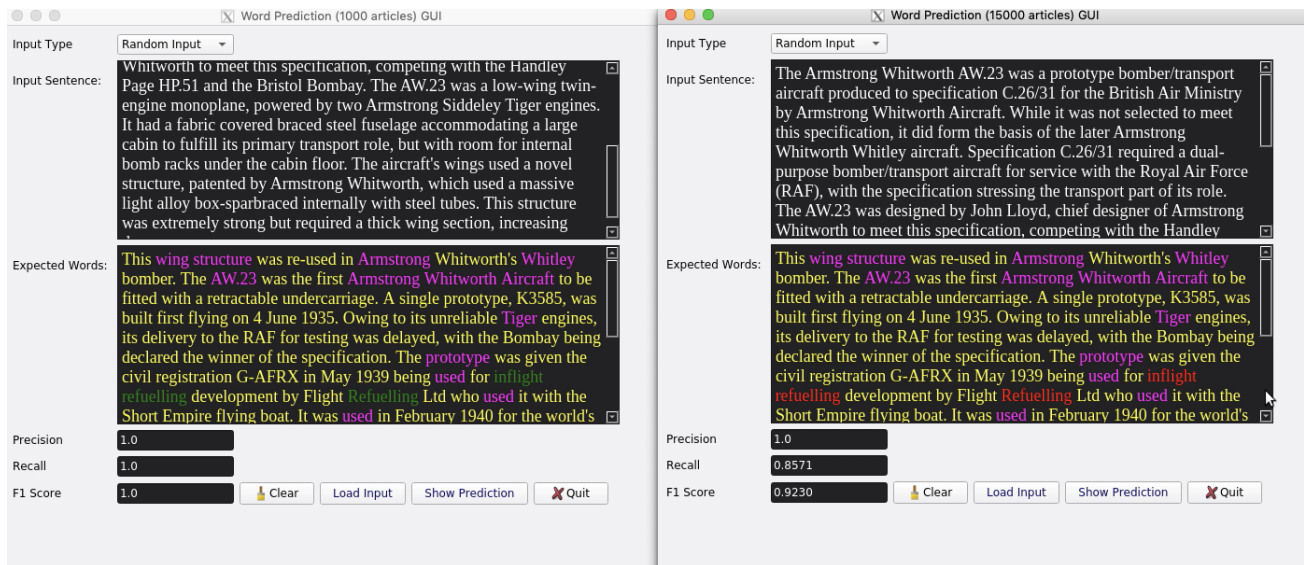 Word Prediction (1000 articles) GUI
Input Type
Random Input
Input Sentence:
Whitworth to meet this specification, competing with the Handley
Page HP.51 and the Bristol Bombay. The AW.23 was a low-wing twin-
engine monoplane, powered by two Armstrong Siddeley Tiger engines.
It had a fabric covered braced steel fuselage accommodating a large
cabin to fulfill its primary transport role, but with room for internal
bomb racks under the cabin floor. The aircraft's wings used a novel
structure, patented by Armstrong Whitworth, which used a massive
light alloy box-sparbraced internally with steel tubes. This structure
was extremely strong but required a thick wing section, increasing
Expected Words:
This wing structure was re-used in Armstrong Whitworth's Whitley
bomber. The AW.23 was the first Armstrong Whitworth Aircraft to be
fitted with a retractable undercarriage. A single prototype, K3585, was
built first flying on 4 June 1935. Owing to its unreliable Tiger engines,
its delivery to the RAF for testing was delayed, with the Bombay being
declared the winner of the specification. The prototype was given the
civil registration G-AFRX in May 1939 being used for inflight
refuelling development by Flight Refuelling Ltd who used it with the
Short Empire flying boat. It was used in February 1940 for the world's
Precision
1.0
Recall
1.0
F1 Score
1.0
Clear
Load Input
Show Prediction
Quit
Word Prediction (15000 articles) GUI
Input Type
Random Input
Input Sentence:
The Armstrong Whitworth AW.23 was a prototype bomber/transport
aircraft produced to specification C.26/31 for the British Air Ministry
by Armstrong Whitworth Aircraft. While it was not selected to meet
this specification, it did form the basis of the later Armstrong
Whitworth Whitley aircraft. Specification C.26/31 required a dual-
purpose bomber/transport aircraft for service with the Royal Air Force
(RAF), with the specification stressing the transport part of its role.
The AW.23 was designed by John Lloyd, chief designer of Armstrong
Whitworth to meet this specification, competing with the Handley
Expected Words:
This wing structure was re-used in Armstrong Whitworth's Whitley
bomber. The AW.23 was the first Armstrong Whitworth Aircraft to be
fitted with a retractable undercarriage. A single prototype, K3585, was
built first flying on 4 June 1935. Owing to its unreliable Tiger engines,
its delivery to the RAF for testing was delayed, with the Bombay being
declared the winner of the specification. The prototype was given the
civil registration G-AFRX in May 1939 being used for inflight
refuelling development by Flight Refuelling Ltd who used it with the
Short Empire flying boat. It was used in February 1940 for the world's
Precision
1.0
Recall
0.8571
F1 Score
0.9230
Clear
Load Input
Show Prediction
Quit